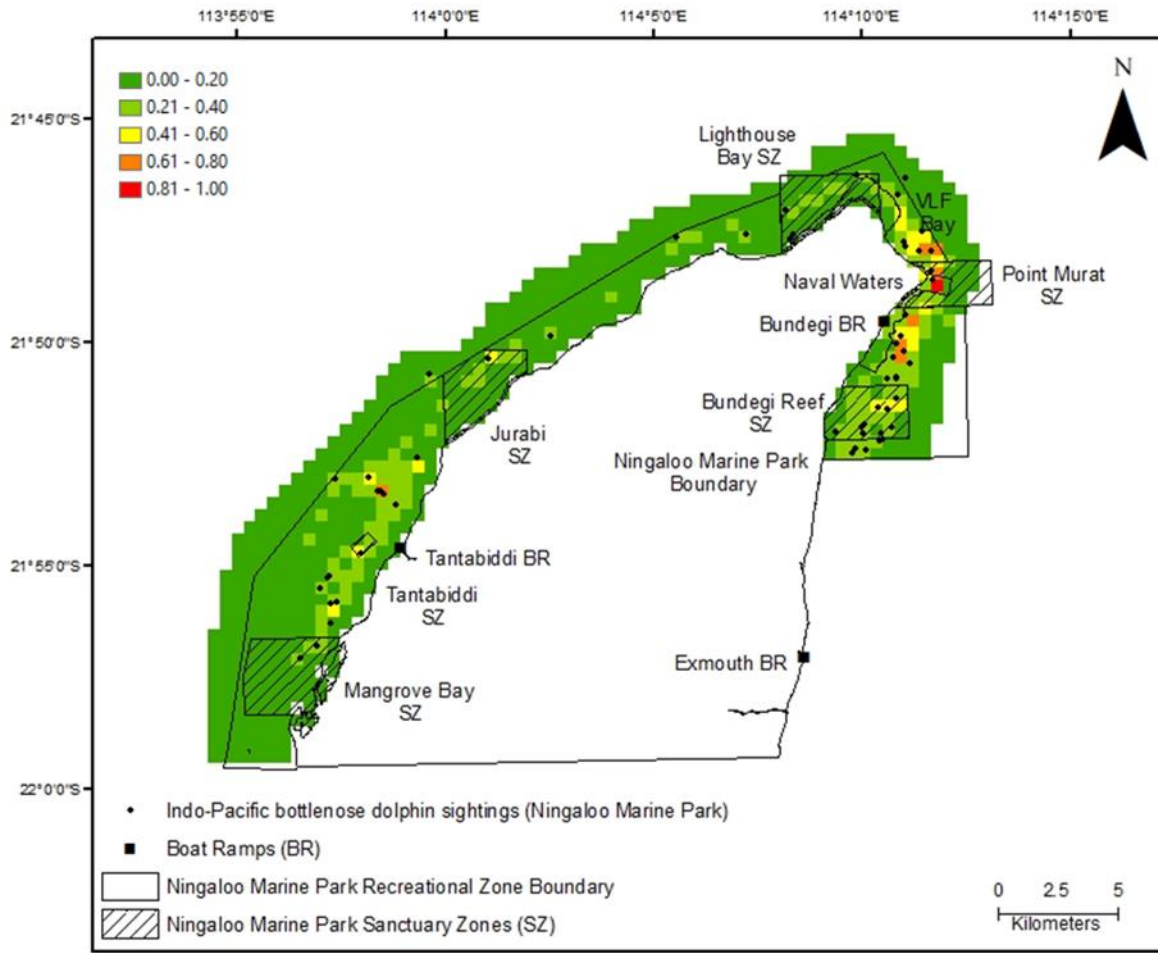 113°55'0"E 114°0'0"E 114°5'0"E 114°10'0"E 114°15'0"E
N
0.00 - 0.20
0.21 - 0.40
0.41 - 0.60
0.61 - 0.80
0.81 - 1.00
21°45'0"S
21°50'0"S
21°55'0"S
22°0'0"S
Lighthouse
Bay SZ
VLF
Bay
Naval Waters
Point Murat
SZ
Bundegi BR
Bundegi Reef
SZ
Jurabi
SZ
Ningaloo Marine Park
Boundary
Tantabiddi BR
Tantabiddi
SZ
Exmouth BR
Mangrove Bay
SZ
Indo-Pacific bottlenose dolphin sightings (Ningaloo Marine Park)
Boat Ramps (BR)
Ningaloo Marine Park Recreational Zone Boundary
Ningaloo Marine Park Sanctuary Zones (SZ)
0 2.5 5
Kilometers